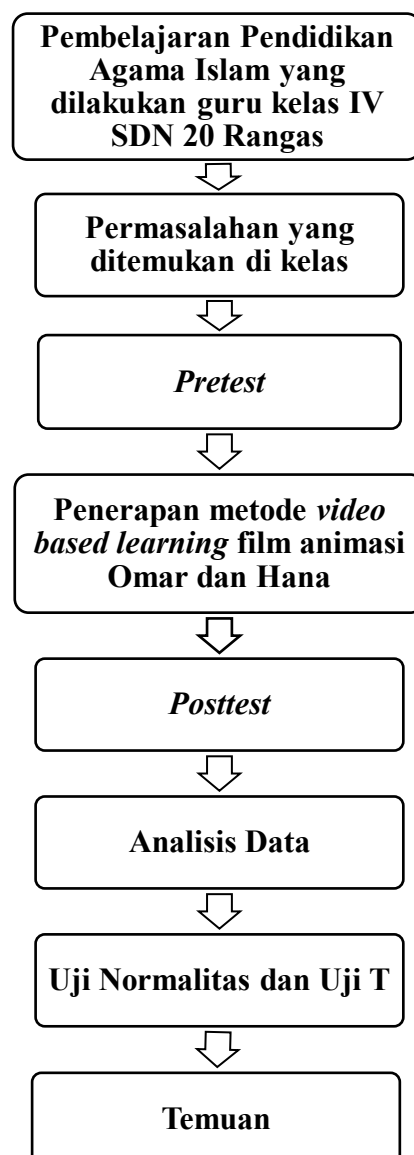 Pembelajaran Pendidikan
Agama Islam yang
dilakukan guru kelas IV
SDN 20 Rangas
Permasalahan yang
ditemukan di kelas
Pretest
Penerapan metode video
based learning film animasi
Omar dan Hana
Posttest
Analisis Data
Uji Normalitas dan Uji T
Temuan